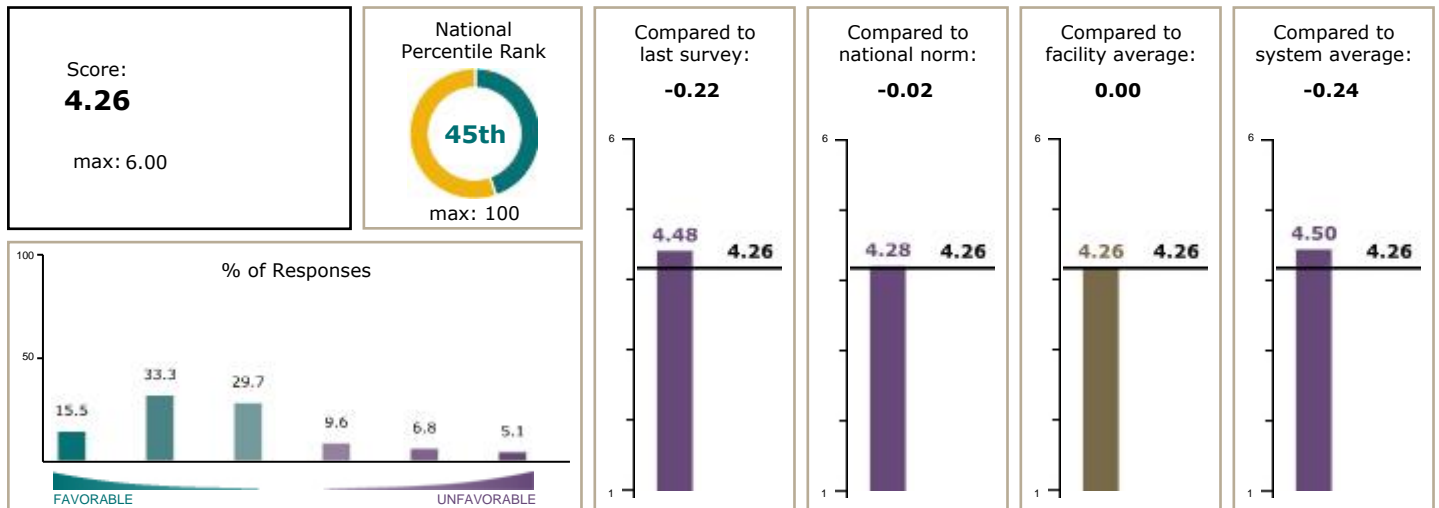 Score:
4.26
max: 6.00
National
Percentile Rank
45th
max: 100
% of Responses
100
50
15.5
33.3
29.7
9.6
6.8
5.1
FAVORABLE
UNFAVORABLE
Compared to
last survey:
-0.22
6
4.48
4.26
1
Compared to
national norm:
-0.02
6
4.28
4.26
1
Compared to
facility average:
0.00
6
4.26
4.26
1
Compared to
system average:
-0.24
6
4.50
4.26
1